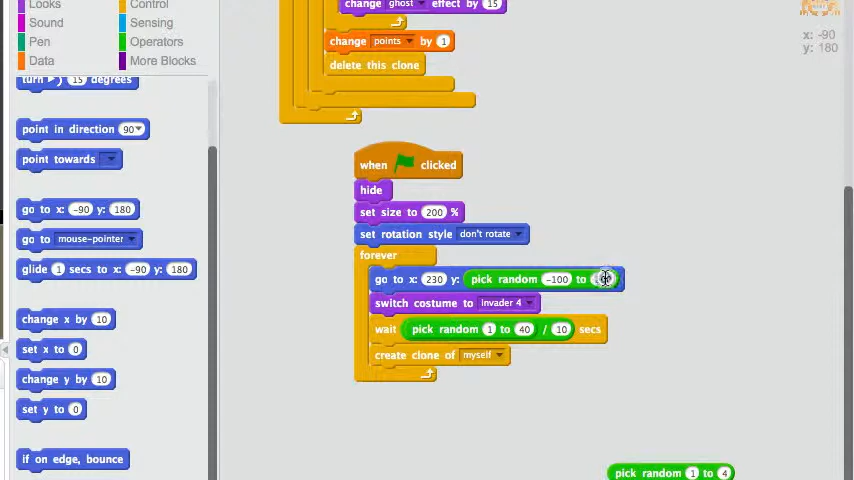 Looks
Control
Sound
Sensing
Pen
Operators
Data
More Blocks
turn 15 degrees
point in direction 90
point towards
go to x: -90 y: 180
go to mouse-pointer
glide 1 secs to x: -90 y: 180
change x by 10
set x to 0
change y by 10
set y to 0
if on edge, bounce
change ghost effect by 15
change points by 1
delete this clone
when clicked
hide
set size to 200 %
set rotation style don't rotate
forever
go to x: 230 y: pick random -100 to
switch costume to invader 4
wait pick random 1 to 40 / 10 secs
create clone of myself
pick random 1 to 4
x: -90
y: 180